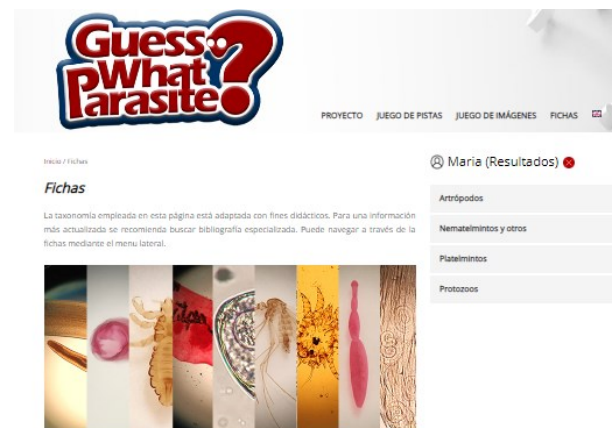 Guess
What
Parasite?
PROYECTO JUEGO DE PISTAS JUEGO DE IMÁGENES FICHAS
Inicio / Fichas
Maria (Resultados)
Fichas
La taxonomía empleada en esta página está adaptada con fines didácticos. Para una información
más actualizada se recomienda buscar bibliografía especializada. Puede navegar a través de la
fichas mediante el menu lateral.
Artrópodos
Nematelmintos y otros
Platelmintos
Protozoos